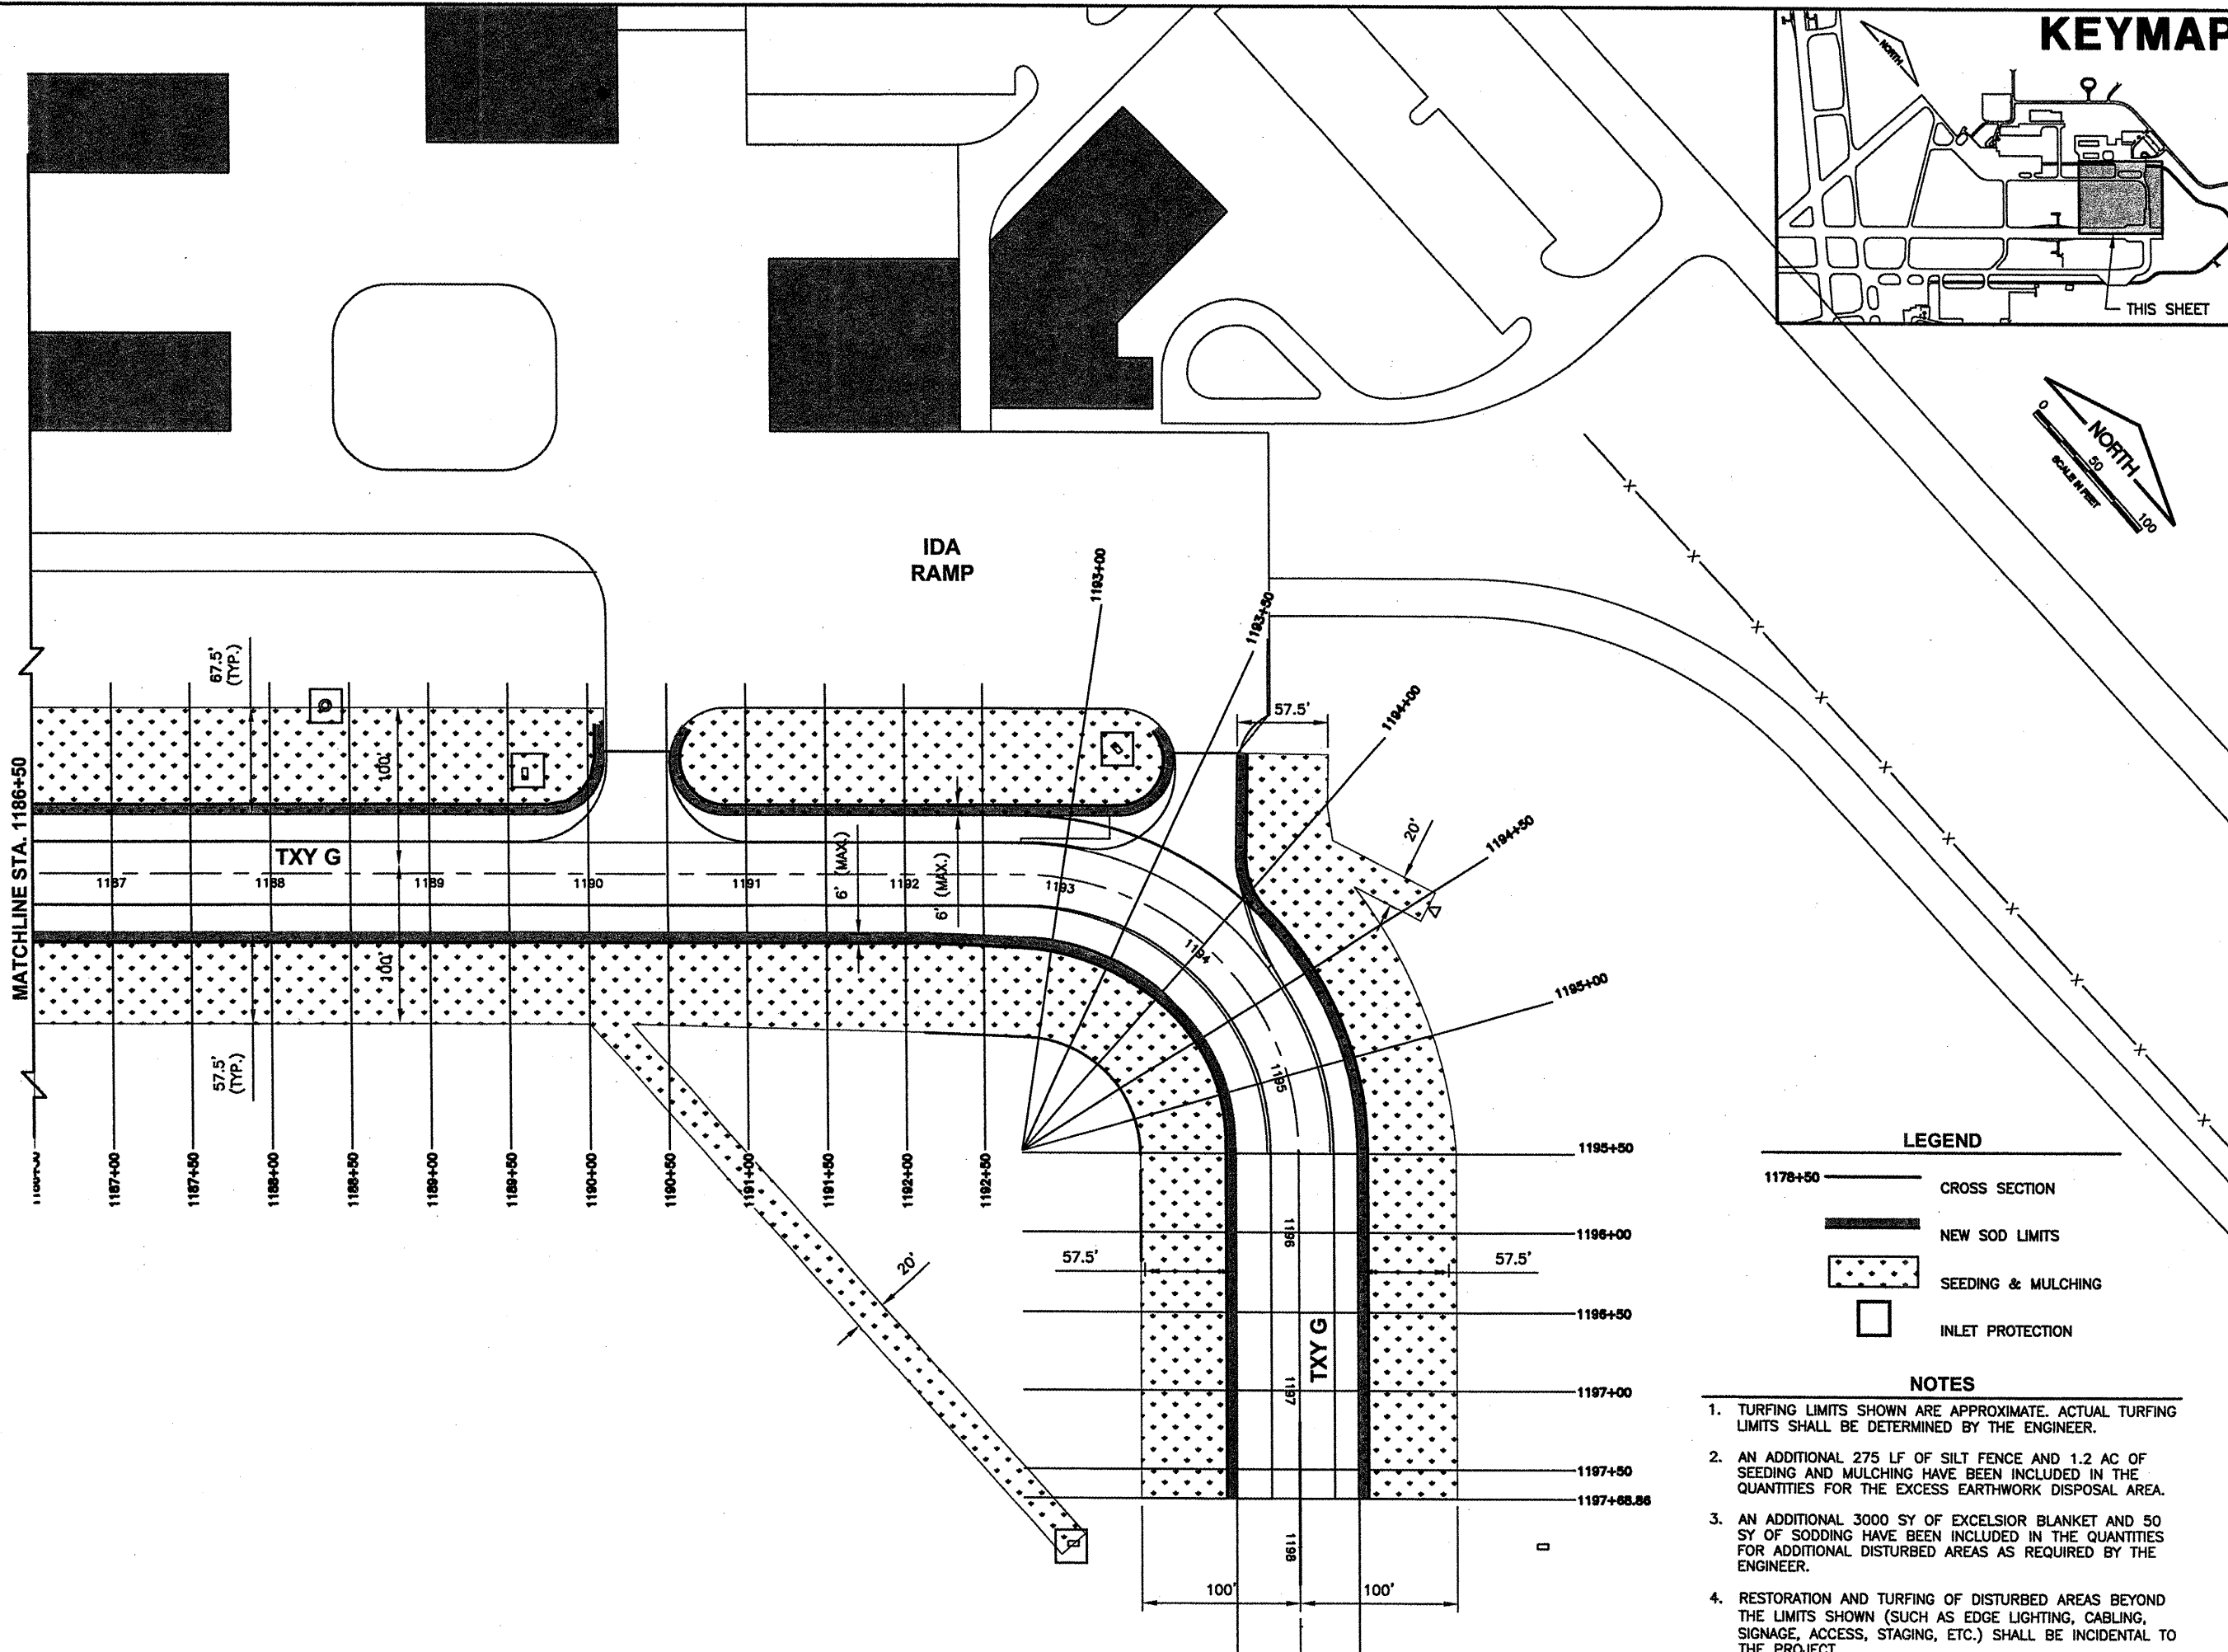 KEYMAP
NORTH
THIS SHEET
NORTH
0
50
100
SCALE IN FEET
IDA
RAMP
1193+00
1193+50
1194+00
1194+50
1195+00
67.5'
(TYP.)
100'
57.5'
20'
MATCHLINE STA. 1186+50
TXY G
1187
1188
1189
1190
1191
1192
1193
1194
1195
6' (MAX.)
6' (MAX.)
100'
57.5'
(TYP.)
1187+00
1187+50
1188+00
1188+50
1189+00
1189+50
1190+00
1190+50
1191+00
1191+50
1192+00
1192+50
20'
1195+50
1196+00
1196+50
1197+00
1197+50
1197+68.86
57.5'
57.5'
1196
TXY G
1197
1198
100'
100'
LEGEND
1178+50
CROSS SECTION
NEW SOD LIMITS
SEEDING & MULCHING
INLET PROTECTION
NOTES
1. TURFING LIMITS SHOWN ARE APPROXIMATE. ACTUAL TURFING
LIMITS SHALL BE DETERMINED BY THE ENGINEER.
2. AN ADDITIONAL 275 LF OF SILT FENCE AND 1.2 AC OF
SEEDING AND MULCHING HAVE BEEN INCLUDED IN THE
QUANTITIES FOR THE EXCESS EARTHWORK DISPOSAL AREA.
3. AN ADDITIONAL 3000 SY OF EXCELSIOR BLANKET AND 50
SY OF SODDING HAVE BEEN INCLUDED IN THE QUANTITIES
FOR ADDITIONAL DISTURBED AREAS AS REQUIRED BY THE
ENGINEER.
4. RESTORATION AND TURFING OF DISTURBED AREAS BEYOND
THE LIMITS SHOWN (SUCH AS EDGE LIGHTING, CABLING,
SIGNAGE, ACCESS, STAGING, ETC.) SHALL BE INCIDENTAL TO
THE PROJECT